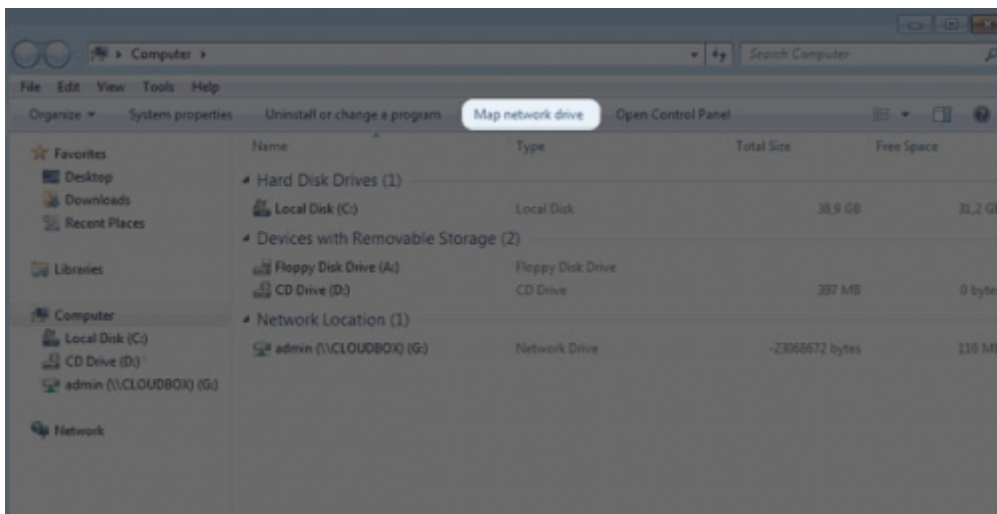 Computer
Search Computer
File Edit View Tools Help
Organize System properties Uninstall or change a program Map network drive Open Control Panel
Name Type Total Size Free Space
Favorites
Desktop
Downloads
Recent Places
Libraries
Computer
Local Disk (C:)
CD Drive (D:)
admin (\\CLOUDBOX) (G:)
Network
Hard Disk Drives (1)
Local Disk (C:) Local Disk 38,9 GB 31,2 GB
Devices with Removable Storage (2)
Floppy Disk Drive (A:) Floppy Disk Drive
CD Drive (D:) CD Drive 397 MB 0 byte
Network Location (1)
admin (\\CLOUDBOX) (G:) Network Drive -23068672 bytes 110 MB